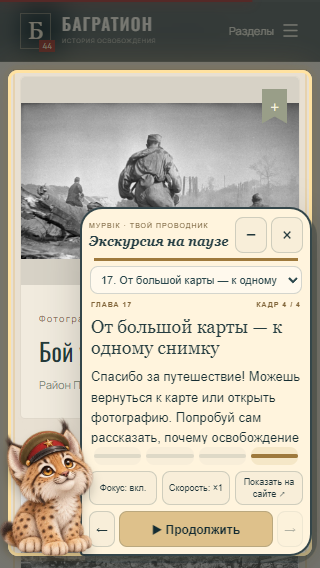 Б
44
БАГРАТИОН
ИСТОРИЯ ОСВОБОЖДЕНИЯ
Разделы
+
Фотогра
Бой
Район П
МУРВІК · ТВОЙ ПРОВОДНИК
Экскурсия на паузе
−
×
17. От большой карты — к одному
ГЛАВА 17
КАДР 4 / 4
От большой карты — к
одному снимку
Спасибо за путешествие! Можешь
вернуться к карте или открыть
фотографию. Попробуй сам
рассказать, почему освобождение
Фокус: вкл.
Скорость: ×1
Показать на
сайте ↗
←
▶ Продолжить
→